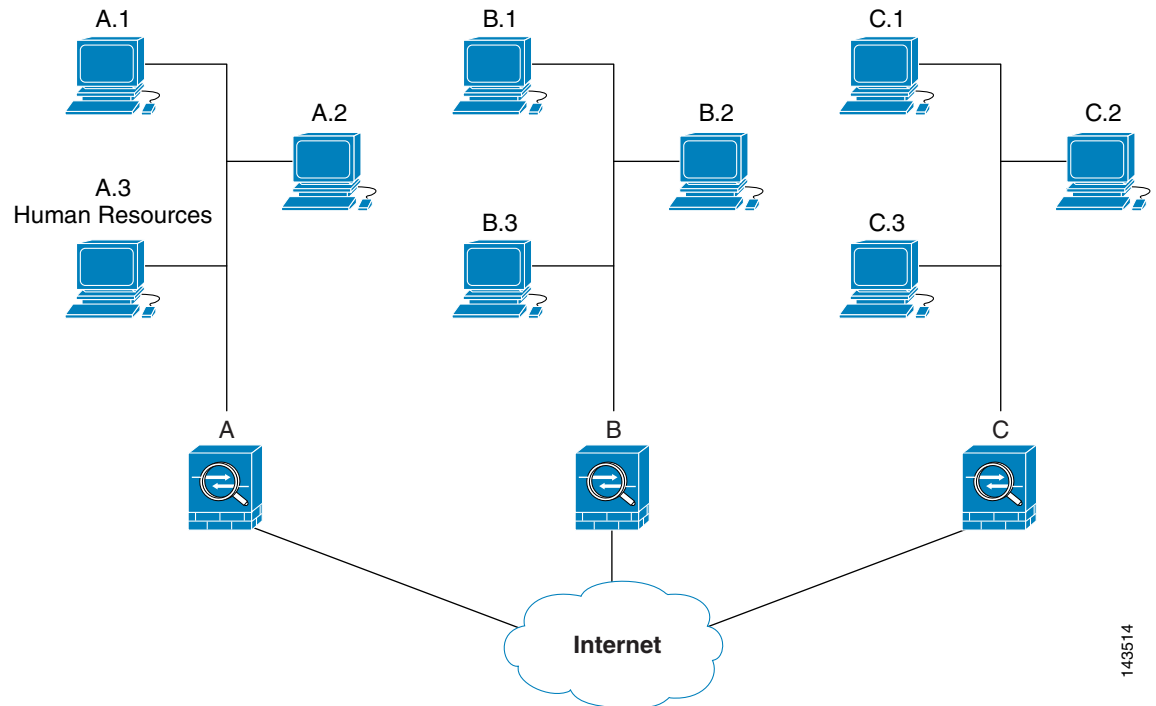 A.1
B.1
C.1
A.2
B.2
C.2
A.3
Human Resources
B.3
C.3
A
B
C
Internet
143514